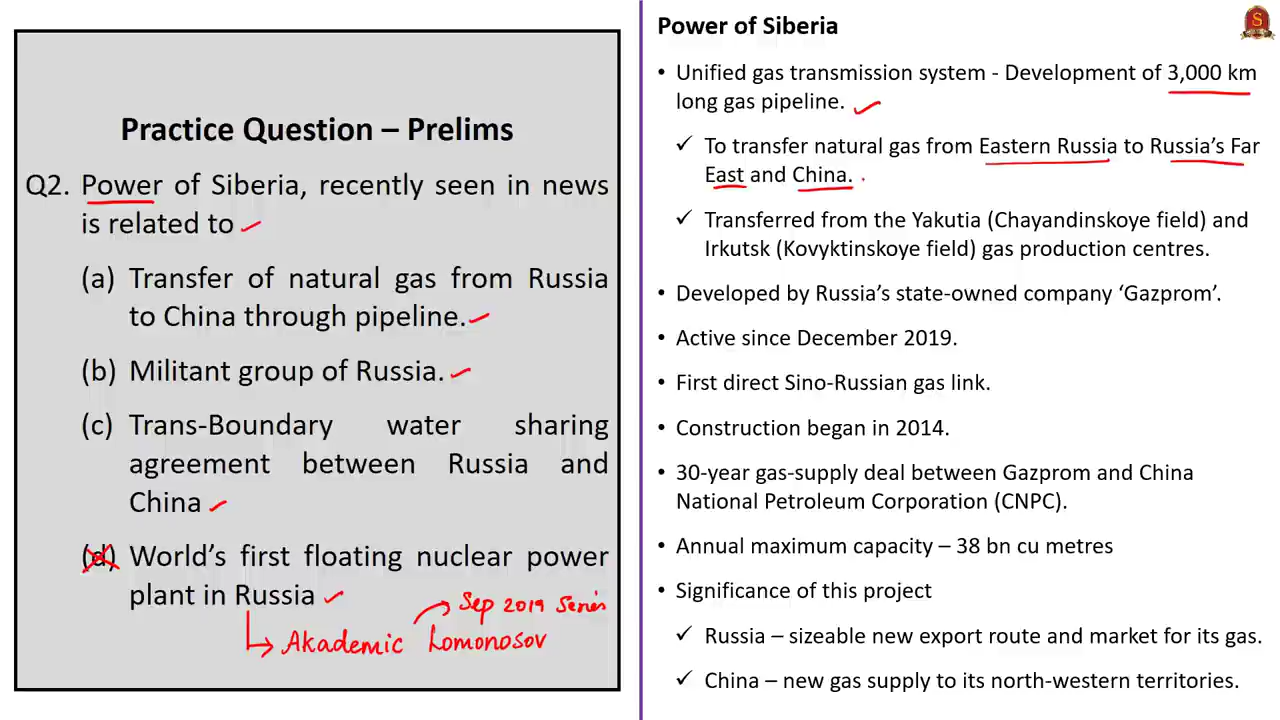 Practice Question – Prelims
Q2. Power of Siberia, recently seen in news
is related to
(a) Transfer of natural gas from Russia
to China through pipeline.
(b) Militant group of Russia.
(c) Trans-Boundary water sharing
agreement between Russia and
China
(d) World's first floating nuclear power
plant in Russia
Sep 2019 Series
Akademic Lomonosov
Power of Siberia
• Unified gas transmission system - Development of 3,000 km
long gas pipeline.
✓ To transfer natural gas from Eastern Russia to Russia's Far
East and China.
✓ Transferred from the Yakutia (Chayandinskoye field) and
Irkutsk (Kovyktinskoye field) gas production centres.
• Developed by Russia's state-owned company 'Gazprom'.
• Active since December 2019.
• First direct Sino-Russian gas link.
• Construction began in 2014.
• 30-year gas-supply deal between Gazprom and China
National Petroleum Corporation (CNPC).
• Annual maximum capacity – 38 bn cu metres
• Significance of this project
✓ Russia – sizeable new export route and market for its gas.
✓ China – new gas supply to its north-western territories.
S